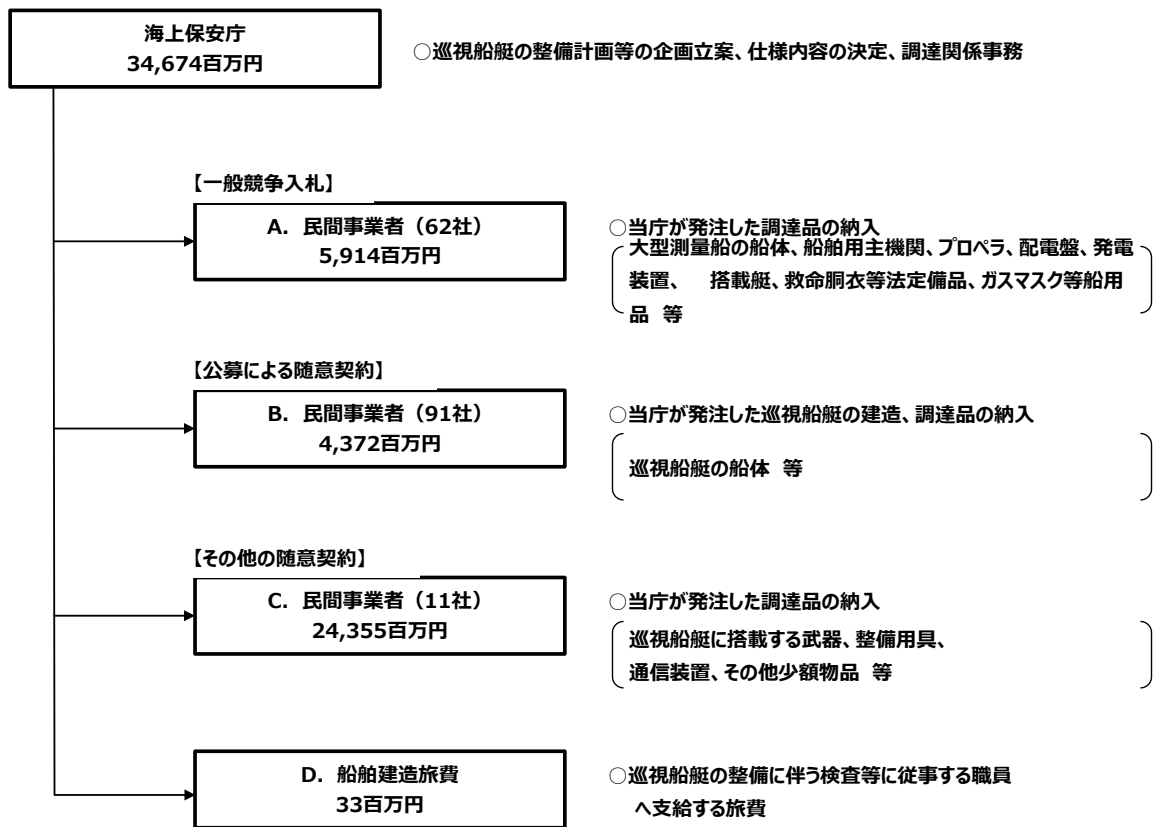 海上保安庁
34,674百万円
○巡視船艇の整備計画等の企画立案、仕様内容の決定、調達関係事務
【一般競争入札】
A. 民間事業者（62社）
5,914百万円
○当庁が発注した調達品の納入
大型測量船の船体、船舶用主機関、プロペラ、配電盤、発電
装置、　搭載艇、救命胴衣等法定備品、ガスマスク等船用
品　等
【公募による随意契約】
B. 民間事業者（91社）
4,372百万円
○当庁が発注した巡視船艇の建造、調達品の納入
巡視船艇の船体　等
【その他の随意契約】
C. 民間事業者（11社）
24,355百万円
○当庁が発注した調達品の納入
巡視船艇に搭載する武器、整備用具、
通信装置、その他少額物品　等
D. 船舶建造旅費
33百万円
○巡視船艇の整備に伴う検査等に従事する職員
へ支給する旅費